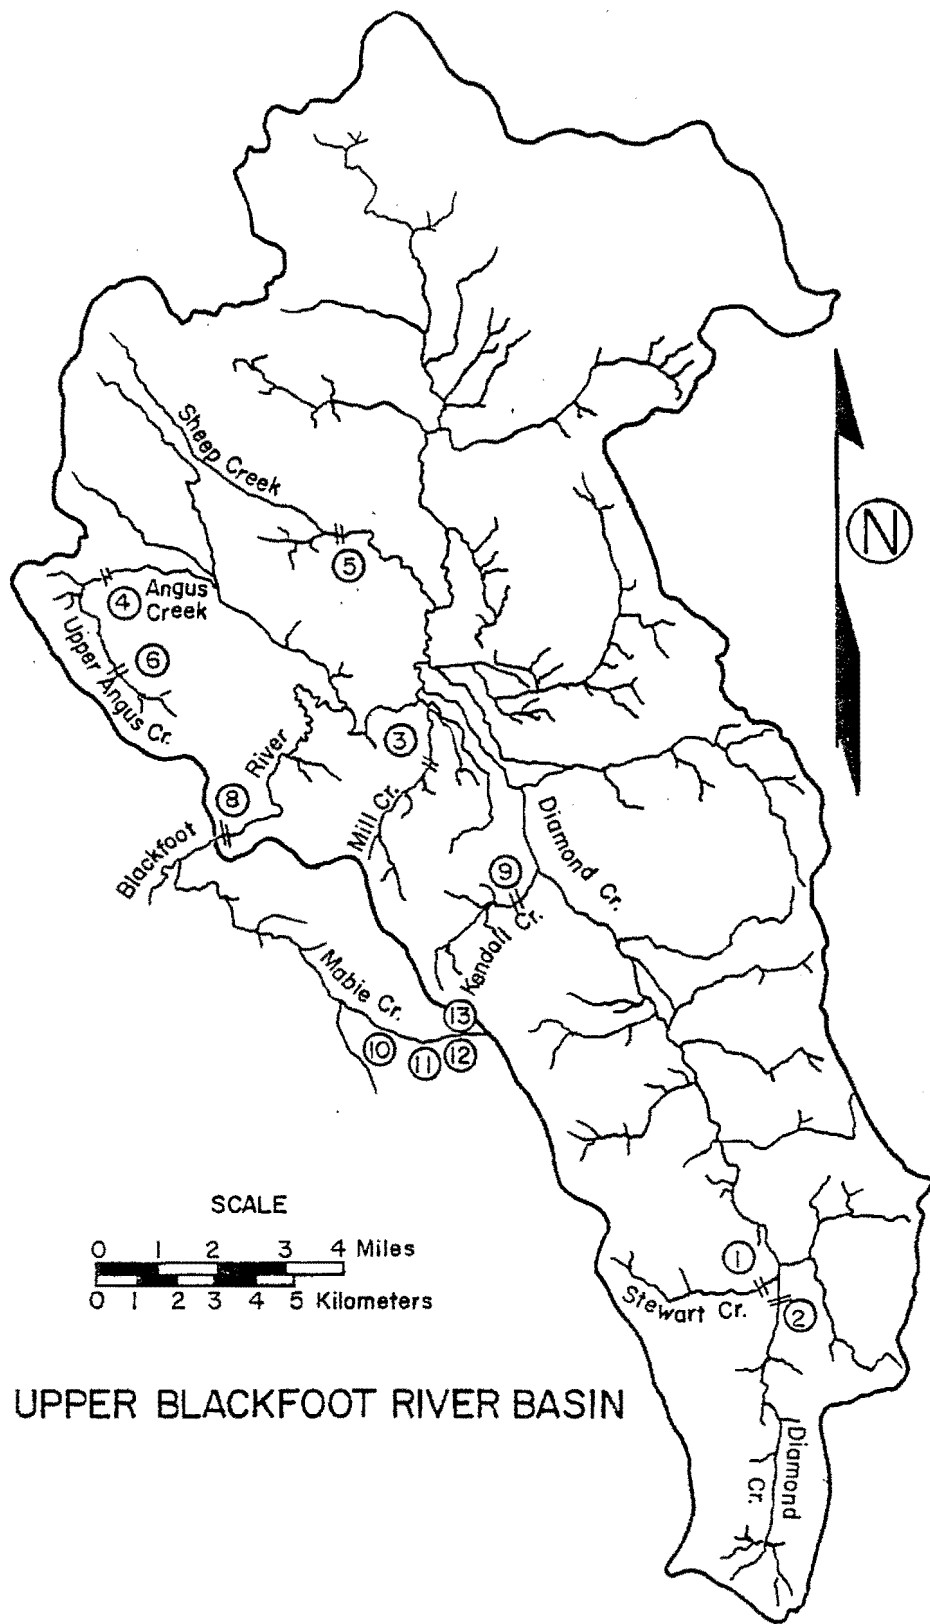 Sheep Creek
5
N
4
Angus
Creek
6
Upper Angus Cr.
3
8
Blackfoot River
Mill Cr.
Diamond Cr.
9
Kendall Cr.
Mabie Cr.
13
10
11
12
SCALE
0 1 2 3 4 Miles
0 1 2 3 4 5 Kilometers
1
Stewart Cr.
2
UPPER BLACKFOOT RIVER BASIN
Diamond
Cr.